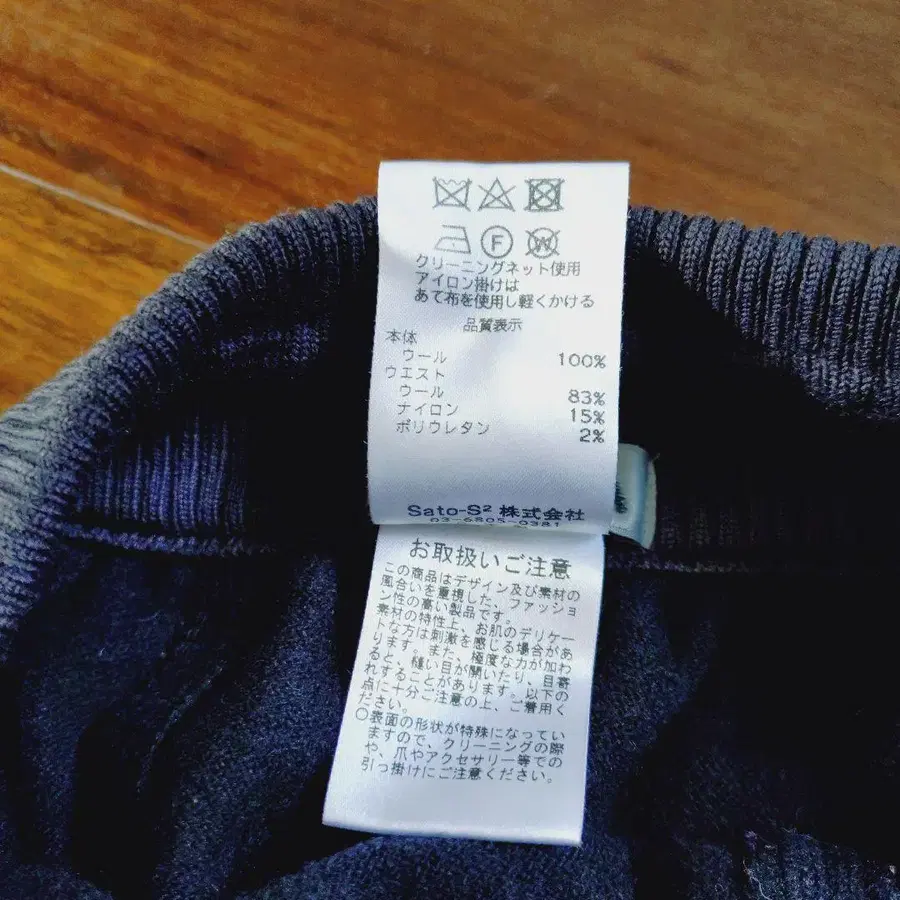 F W
クリーニングネット使用
アイロン掛けは
あて布を使用し軽くかける
品質表示
本体
ウール 100%
ウエスト
ウール 83%
ナイロン 15%
ポリウレタン 2%
Sato-S² 株式会社
03-6805-0381
お取扱いご注意
この商品はデザイン及び素材の
風合いを重視した、ファッショ
ン性の高い製品です。
素材の特性上、お肌のデリケー
トな方は刺激を感じる場合があ
ります。また、極度な力が加わ
ると、縫い目が開いたり、目寄
れすることがあります。以下の
点に十分ご注意の上、ご着用く
ださい。
○表面の形状が特殊になってい
ますので、クリーニングの際
や、爪やアクセサリー等での
引っ掛けにご注意ください。